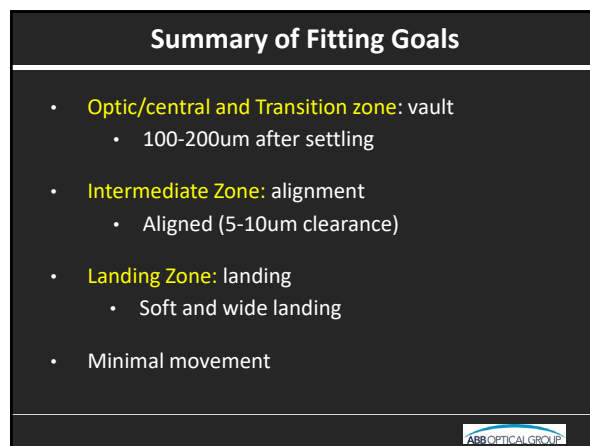 Summary of Fitting Goals
• Optic/central and Transition zone: vault
• 100-200um after settling
• Intermediate Zone: alignment
• Aligned (5-10um clearance)
• Landing Zone: landing
• Soft and wide landing
• Minimal movement
ABB OPTICAL GROUP